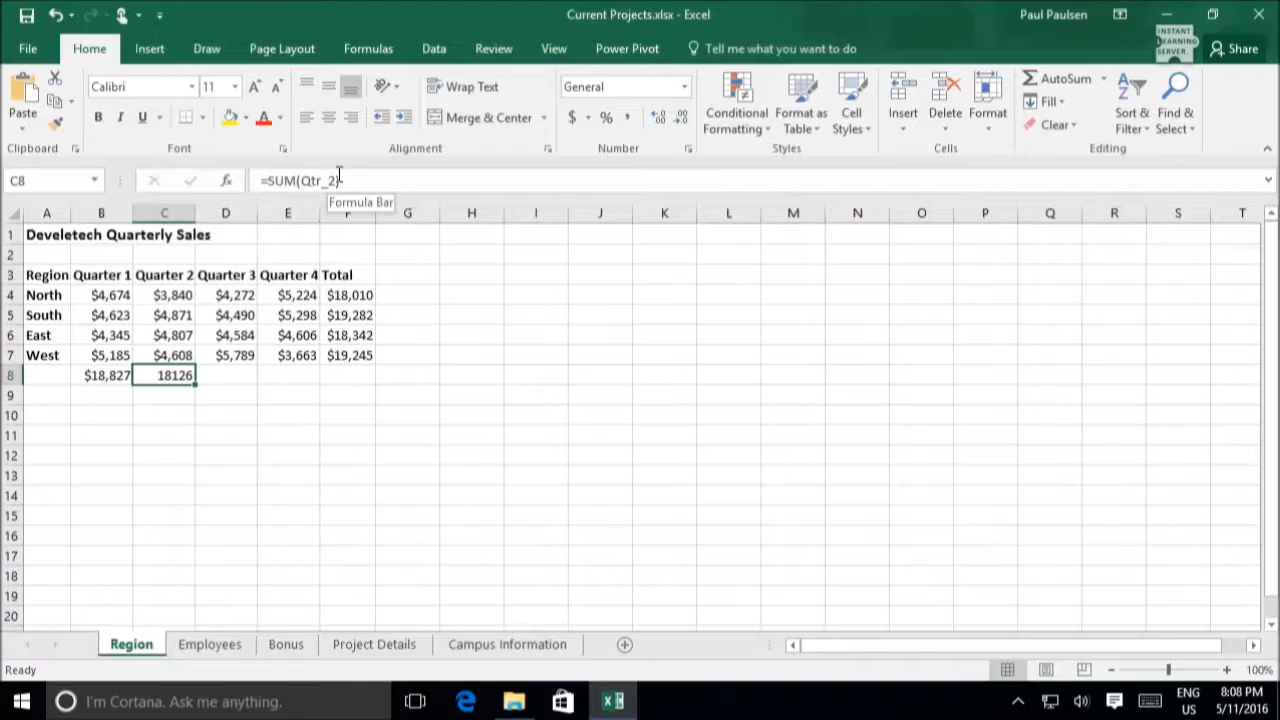 Current Projects.xlsx - Excel
Paul Paulsen
INSTANT
LEARNING
SERVER.
File Home Insert Draw Page Layout Formulas Data Review View Power Pivot Tell me what you want to do Share
Paste
Calibri 11
Wrap Text
Merge & Center
General
$ % ,
Conditional Formatting
Format as Table
Cell Styles
Insert Delete Format
AutoSum
Fill
Clear
Sort & Filter
Find & Select
Clipboard Font Alignment Number Styles Cells Editing
C8 fx =SUM(Qtr_2)
Formula Bar
A B C D E F G H I J K L M N O P Q R S T
1 Develetech Quarterly Sales
2
3 Region Quarter 1 Quarter 2 Quarter 3 Quarter 4 Total
4 North $4,674 $3,840 $4,272 $5,224 $18,010
5 South $4,623 $4,871 $4,490 $5,298 $19,282
6 East $4,345 $4,807 $4,584 $4,606 $18,342
7 West $5,185 $4,608 $5,789 $3,663 $19,245
8 $18,827 18126
9
10
11
12
13
14
15
16
17
18
19
20
Region Employees Bonus Project Details Campus Information
Ready 100%
I'm Cortana. Ask me anything.
ENG
US
8:08 PM
5/11/2016